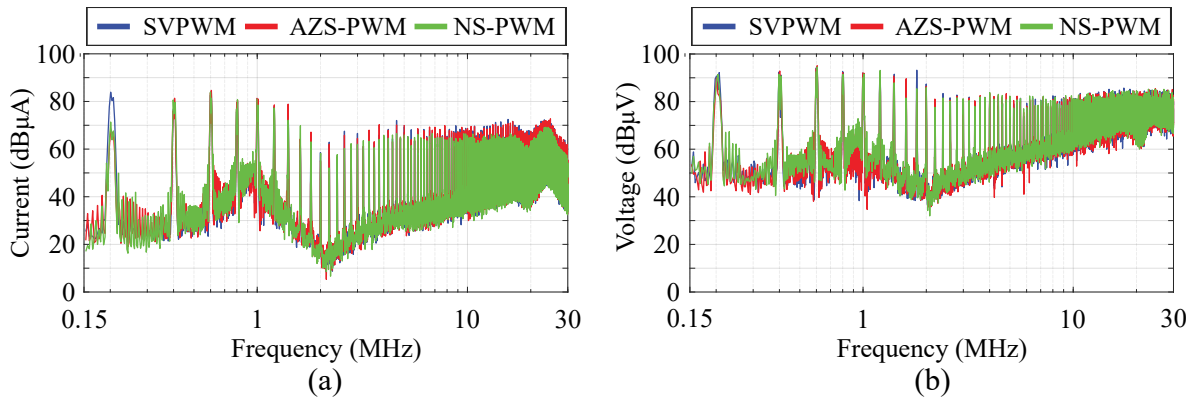 SVPWM AZS-PWM NS-PWM
100
80
60
40
20
0
Current (dBµA)
0.15 1 10 30
Frequency (MHz)
(a)
SVPWM AZS-PWM NS-PWM
100
80
60
40
20
0
Voltage (dBµV)
0.15 1 10 30
Frequency (MHz)
(b)